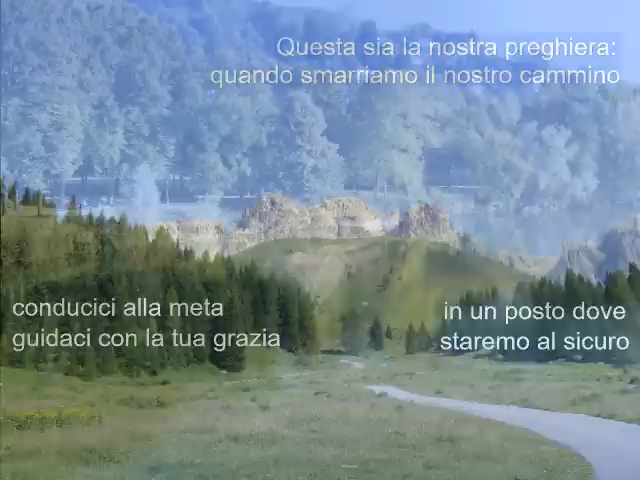 Questa sia la nostra preghiera:
quando smarriamo il nostro cammino
conducici alla meta
guidaci con la tua grazia
in un posto dove
staremo al sicuro